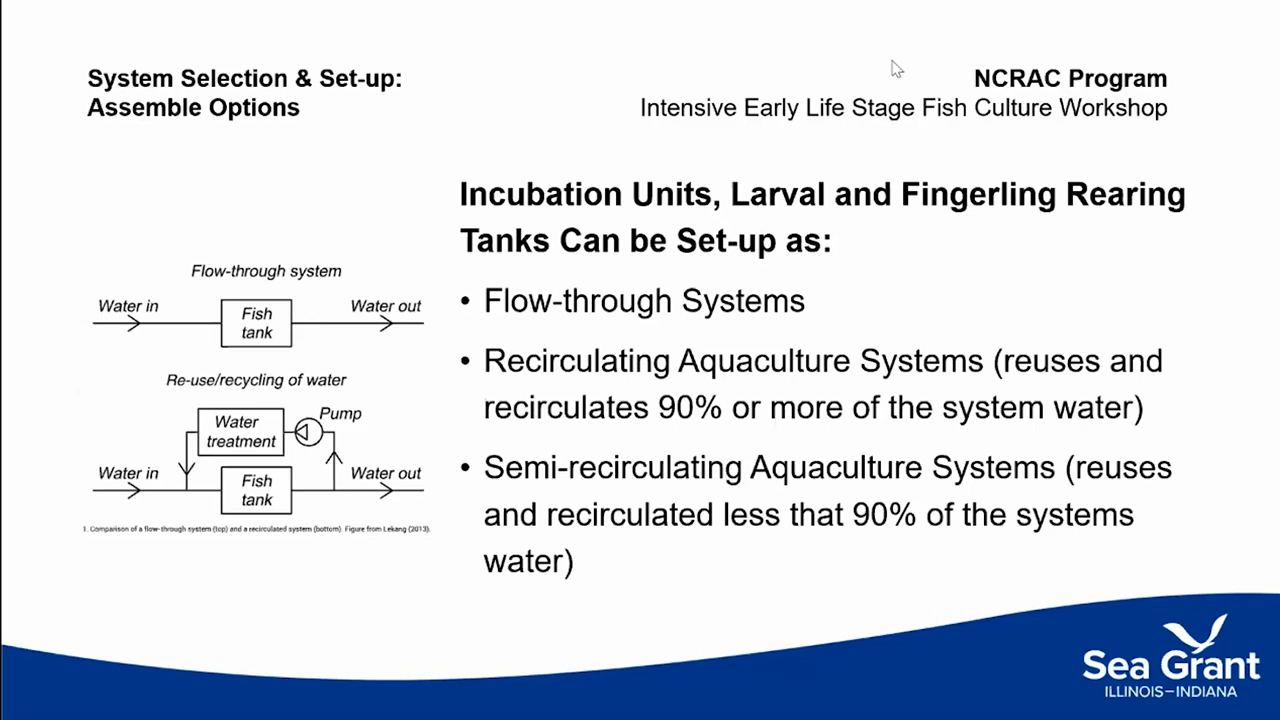 System Selection & Set-up:
Assemble Options
NCRAC Program
Intensive Early Life Stage Fish Culture Workshop
Incubation Units, Larval and Fingerling Rearing
Tanks Can be Set-up as:
• Flow-through Systems
• Recirculating Aquaculture Systems (reuses and
recirculates 90% or more of the system water)
• Semi-recirculating Aquaculture Systems (reuses
and recirculated less that 90% of the systems
water)
Flow-through system
Water in
Fish
tank
Water out
Re-use/recycling of water
Water
treatment
Pump
Water in
Fish
tank
Water out
1. Comparison of a flow-through system (top) and a recirculated system (bottom). Figure from Lekang (2013).
Sea Grant
ILLINOIS–INDIANA